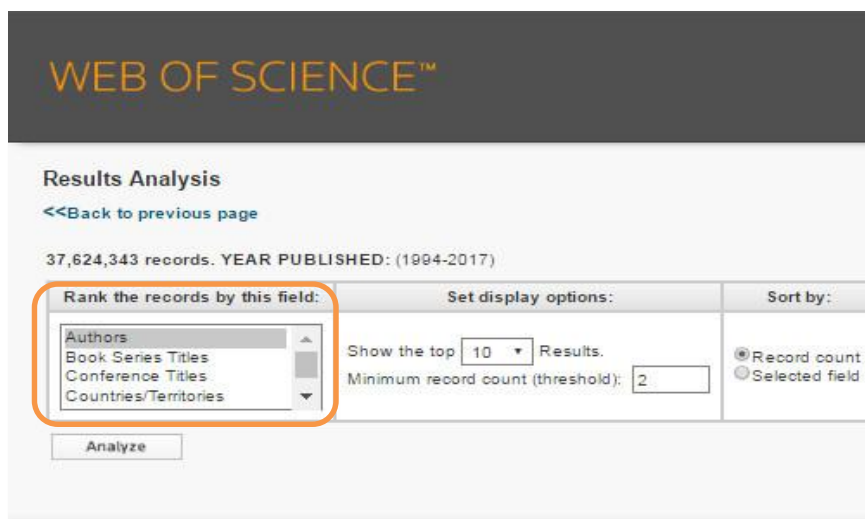 WEB OF SCIENCE™
Results Analysis
<<Back to previous page
37,624,343 records. YEAR PUBLISHED: (1994-2017)
Rank the records by this field: Set display options: Sort by:
Authors
Book Series Titles
Conference Titles
Countries/Territories
Show the top 10 Results.
Minimum record count (threshold): 2
Record count
Selected field
Analyze